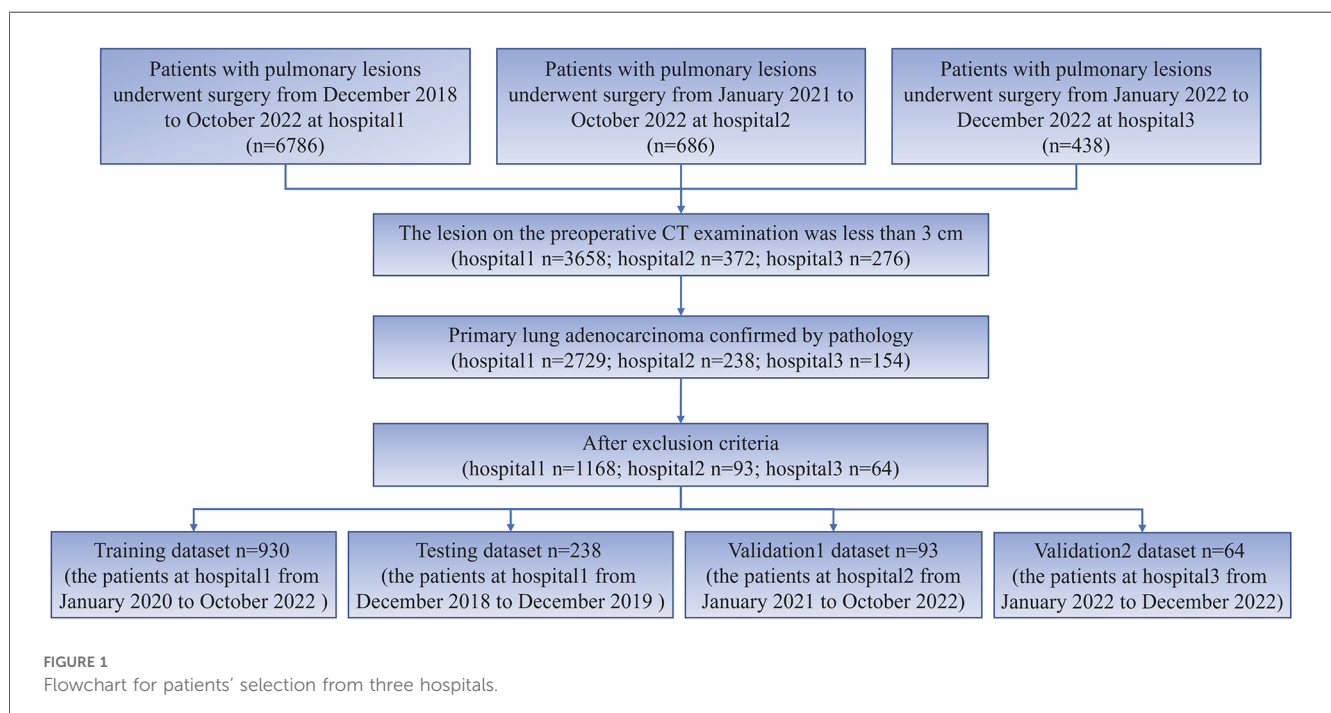 Patients with pulmonary lesions
underwent surgery from December 2018
to October 2022 at hospital1
(n=6786)
Patients with pulmonary lesions
underwent surgery from January 2021 to
October 2022 at hospital2
(n=686)
Patients with pulmonary lesions
underwent surgery from January 2022 to
December 2022 at hospital3
(n=438)
The lesion on the preoperative CT examination was less than 3 cm
(hospital1 n=3658; hospital2 n=372; hospital3 n=276)
Primary lung adenocarcinoma confirmed by pathology
(hospital1 n=2729; hospital2 n=238; hospital3 n=154)
After exclusion criteria
(hospital1 n=1168; hospital2 n=93; hospital3 n=64)
Training dataset n=930
(the patients at hospital1 from
January 2020 to October 2022 )
Testing dataset n=238
(the patients at hospital1 from
December 2018 to December 2019 )
Validation1 dataset n=93
(the patients at hospital2 from
January 2021 to October 2022)
Validation2 dataset n=64
(the patients at hospital3 from
January 2022 to December 2022)
FIGURE 1
Flowchart for patients’ selection from three hospitals.